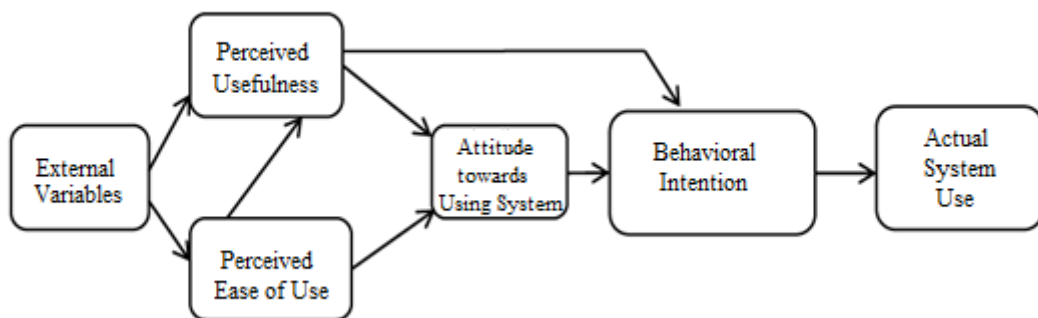 Perceived
Usefulness
External
Variables
Perceived
Ease of Use
Attitude
towards
Using System
Behavioral
Intention
Actual
System
Use